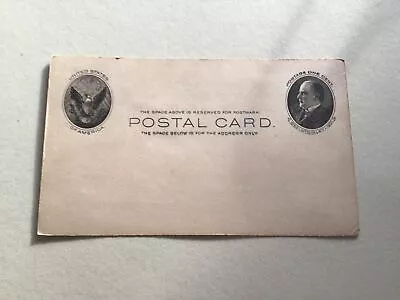 UNITED STATES
OF AMERICA.
THE SPACE ABOVE IS RESERVED FOR POSTMARK.
POSTAL CARD.
THE SPACE BELOW IS FOR THE ADDRESS ONLY.
POSTAGE ONE CENT